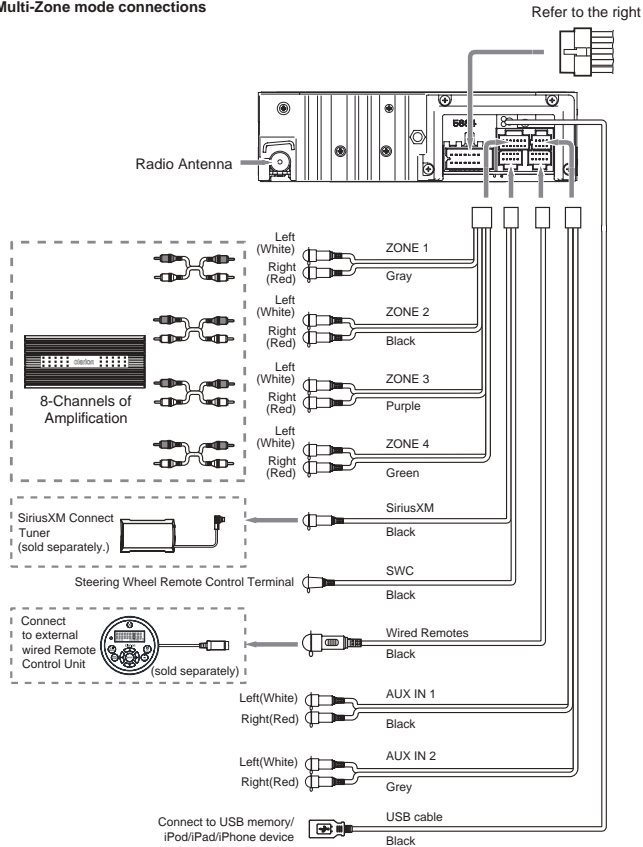 Multi-Zone mode connections
Refer to the right
Radio Antenna
Left
(White)
ZONE 1
Right
(Red)
Gray
Left
(White)
ZONE 2
Right
(Red)
Black
clarion
8-Channels of
Amplification
Left
(White)
ZONE 3
Right
(Red)
Purple
Left
(White)
ZONE 4
Right
(Red)
Green
SiriusXM Connect
Tuner
(sold separately.)
SiriusXM
Black
Steering Wheel Remote Control Terminal
SWC
Black
Connect
to external
wired Remote
Control Unit
(sold separately)
Wired Remotes
Black
Left(White)
AUX IN 1
Right(Red)
Black
Left(White)
AUX IN 2
Right(Red)
Grey
Connect to USB memory/
iPod/iPad/iPhone device
USB cable
Black